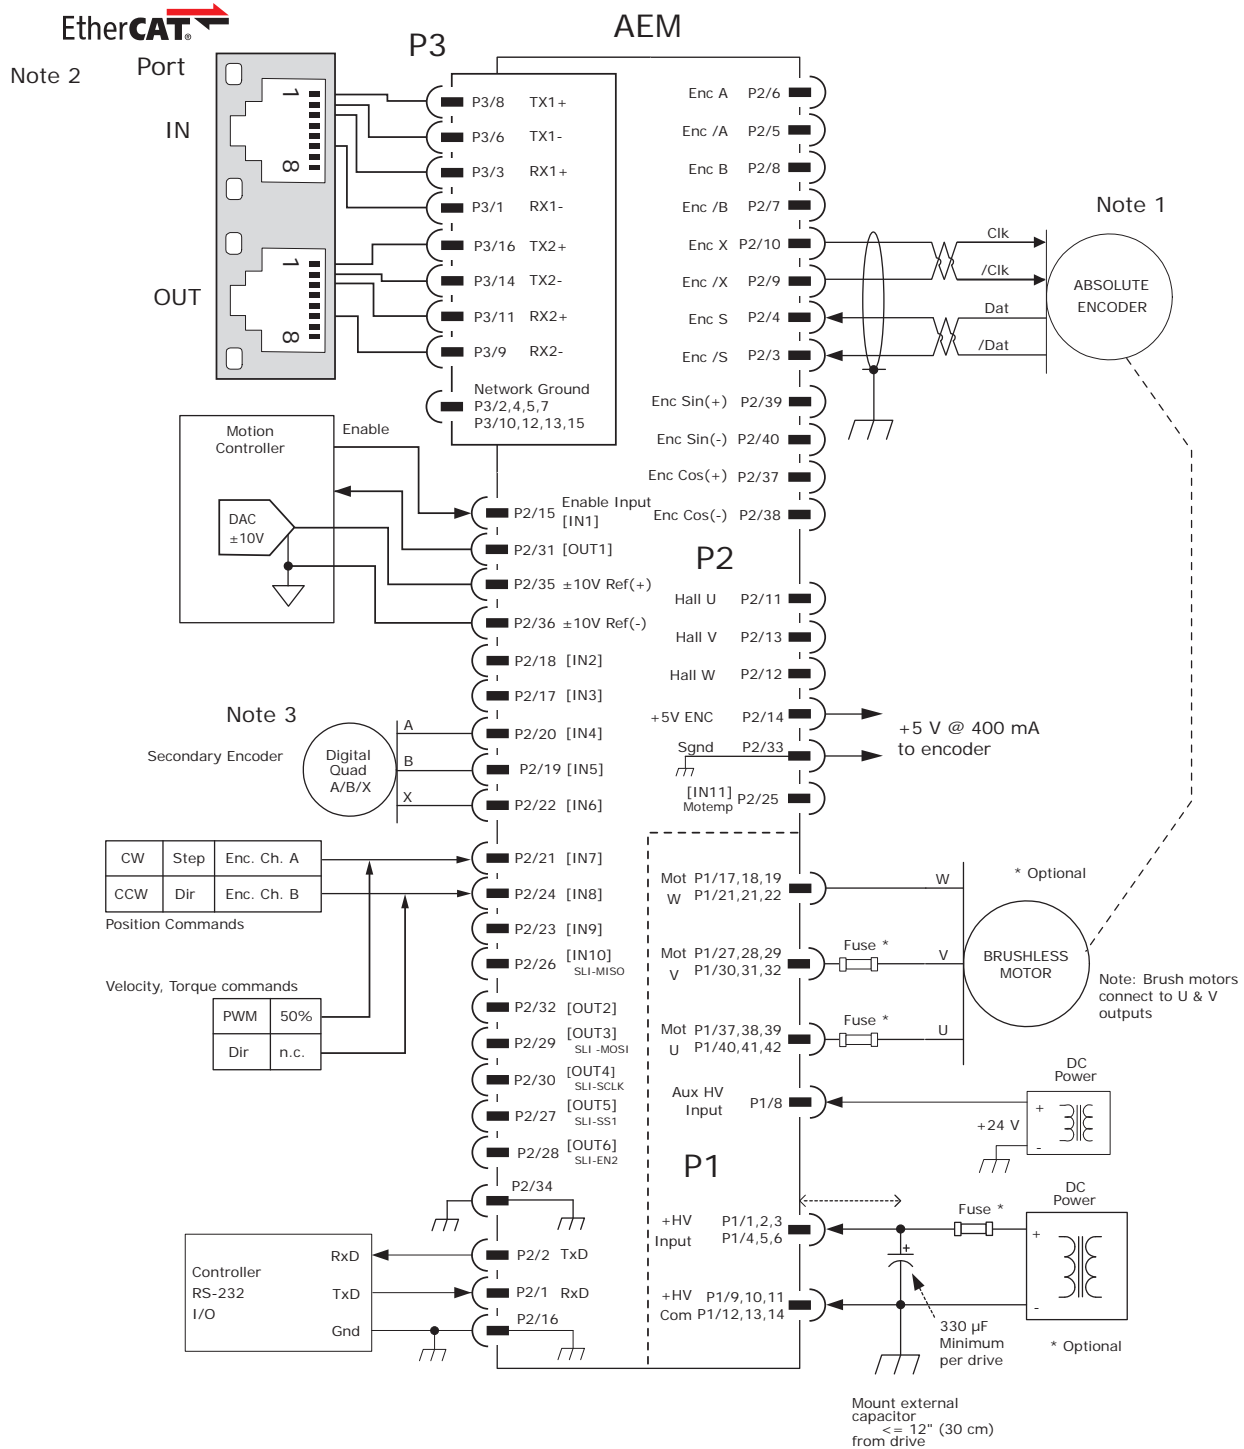 EtherCAT®
AEM
P3
Note 2
Port
IN
1
8
OUT
1
8
P3/8 TX1+
P3/6 TX1-
P3/3 RX1+
P3/1 RX1-
P3/16 TX2+
P3/14 TX2-
P3/11 RX2+
P3/9 RX2-
Network Ground
P3/2,4,5,7
P3/10,12,13,15
Motion
Controller
Enable
DAC
±10V
P2/15 Enable Input
[IN1]
P2/31 [OUT1]
P2/35 ±10V Ref(+)
P2/36 ±10V Ref(-)
P2/18 [IN2]
P2/17 [IN3]
Note 3
Secondary Encoder
Digital
Quad
A/B/X
A
B
X
P2/20 [IN4]
P2/19 [IN5]
P2/22 [IN6]
CW Step Enc. Ch. A
CCW Dir Enc. Ch. B
Position Commands
P2/21 [IN7]
P2/24 [IN8]
P2/23 [IN9]
P2/26 [IN10]
SLI-MISO
Velocity, Torque commands
PWM 50%
Dir n.c.
P2/32 [OUT2]
P2/29 [OUT3]
SLI -MOSI
P2/30 [OUT4]
SLI-SCLK
P2/27 [OUT5]
SLI-SS1
P2/28 [OUT6]
SLI-EN2
P2/34
Controller
RS-232
I/O
RxD
TxD
Gnd
P2/2 TxD
P2/1 RxD
P2/16
Enc A P2/6
Enc /A P2/5
Enc B P2/8
Enc /B P2/7
Enc X P2/10
Enc /X P2/9
Enc S P2/4
Enc /S P2/3
Enc Sin(+) P2/39
Enc Sin(-) P2/40
Enc Cos(+) P2/37
Enc Cos(-) P2/38
Note 1
Clk
/Clk
Dat
/Dat
ABSOLUTE
ENCODER
P2
Hall U P2/11
Hall V P2/13
Hall W P2/12
+5V ENC P2/14
Sgnd P2/33
+5 V @ 400 mA
to encoder
[IN11]
Motemp P2/25
Mot P1/17,18,19
W P1/21,21,22
Mot P1/27,28,29
V P1/30,31,32
Mot P1/37,38,39
U P1/40,41,42
W
Fuse *
V
Fuse *
U
* Optional
BRUSHLESS
MOTOR
Note: Brush motors
connect to U & V
outputs
Aux HV
Input P1/8
DC
Power
+24 V
+
-
P1
+HV P1/1,2,3
Input P1/4,5,6
+HV P1/9,10,11
Com P1/12,13,14
Fuse *
DC
Power
+
-
+
330 µF
Minimum
per drive
* Optional
Mount external
capacitor
<= 12" (30 cm)
from drive